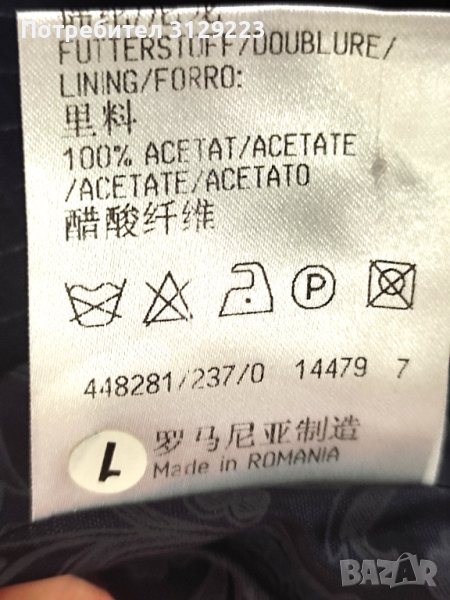 Потребител 3129223
FUTTERSTOFF/DOUBLURE/
LINING/FORRO:
里料
100% ACETAT/ACETATE
/ACETATE/ACETATO
醋酸纤维
P
448281/237/0 14479 7
1
罗马尼亚制造
Made in ROMANIA
BAZAR